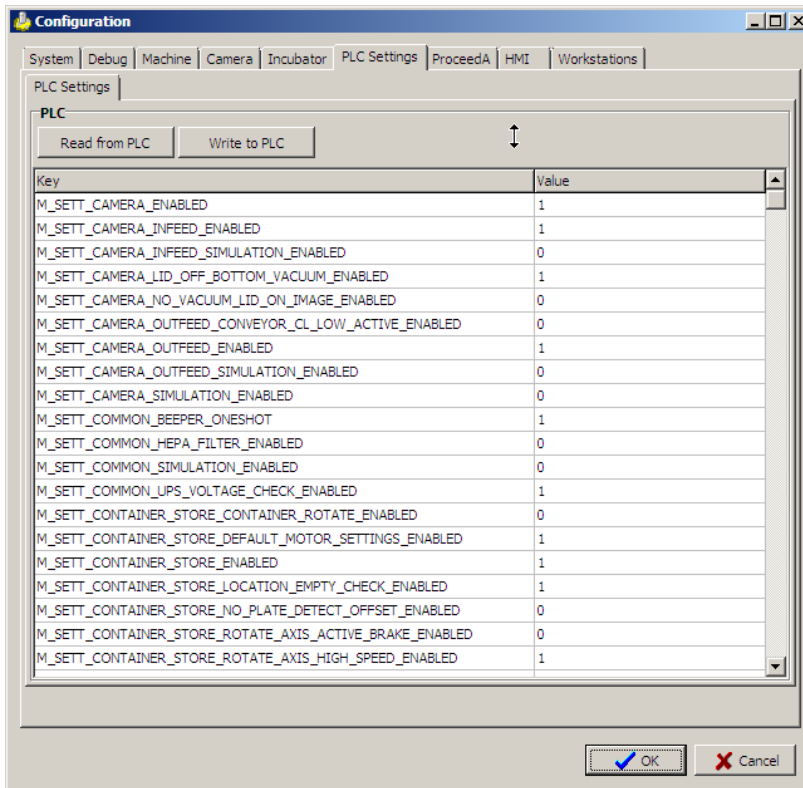 Configuration
System Debug Machine Camera Incubator PLC Settings ProceedA HMI Workstations
PLC Settings
PLC
Read from PLC Write to PLC
Key Value
M_SETT_CAMERA_ENABLED 1
M_SETT_CAMERA_INFEED_ENABLED 1
M_SETT_CAMERA_INFEED_SIMULATION_ENABLED 0
M_SETT_CAMERA_LID_OFF_BOTTOM_VACUUM_ENABLED 1
M_SETT_CAMERA_NO_VACUUM_LID_ON_IMAGE_ENABLED 0
M_SETT_CAMERA_OUTFEED_CONVEYOR_CL_LOW_ACTIVE_ENABLED 0
M_SETT_CAMERA_OUTFEED_ENABLED 1
M_SETT_CAMERA_OUTFEED_SIMULATION_ENABLED 0
M_SETT_CAMERA_SIMULATION_ENABLED 0
M_SETT_COMMON_BEEPER_ONESHOT 1
M_SETT_COMMON_HEPA_FILTER_ENABLED 0
M_SETT_COMMON_SIMULATION_ENABLED 0
M_SETT_COMMON_UPS_VOLTAGE_CHECK_ENABLED 1
M_SETT_CONTAINER_STORE_CONTAINER_ROTATE_ENABLED 0
M_SETT_CONTAINER_STORE_DEFAULT_MOTOR_SETTINGS_ENABLED 1
M_SETT_CONTAINER_STORE_ENABLED 1
M_SETT_CONTAINER_STORE_LOCATION_EMPTY_CHECK_ENABLED 1
M_SETT_CONTAINER_STORE_NO_PLATE_DETECT_OFFSET_ENABLED 0
M_SETT_CONTAINER_STORE_ROTATE_AXIS_ACTIVE_BRAKE_ENABLED 0
M_SETT_CONTAINER_STORE_ROTATE_AXIS_HIGH_SPEED_ENABLED 1
OK Cancel